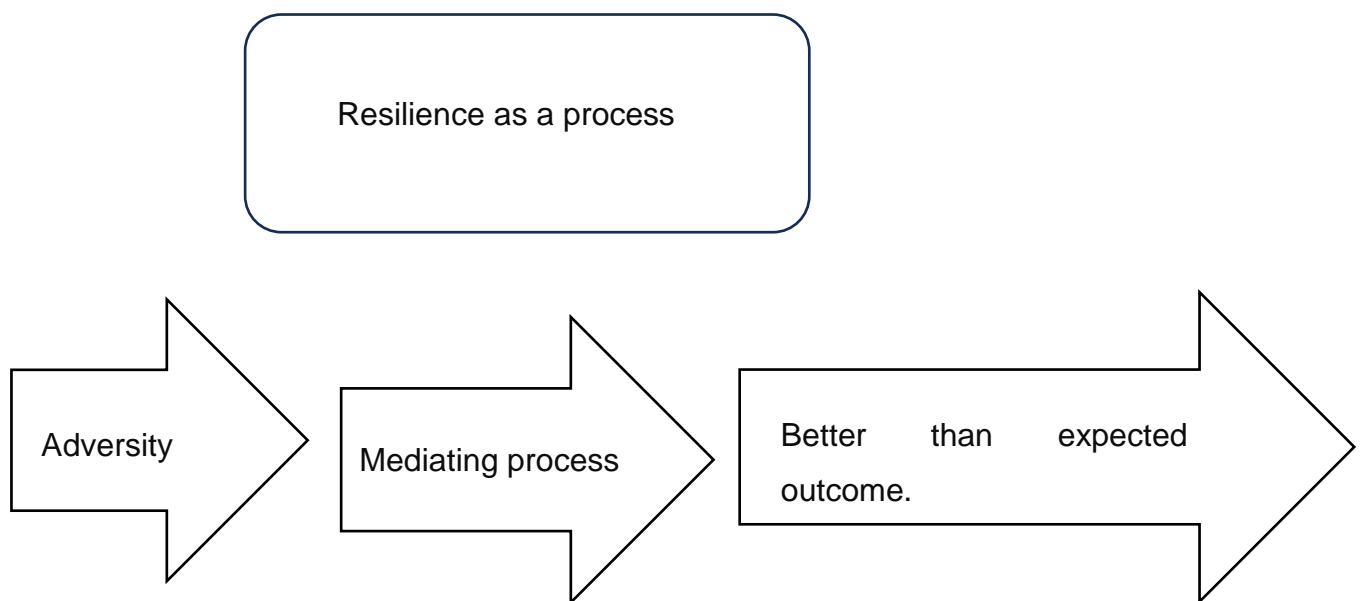 Resilience as a process
Adversity
Mediating process
Better than expected
outcome.